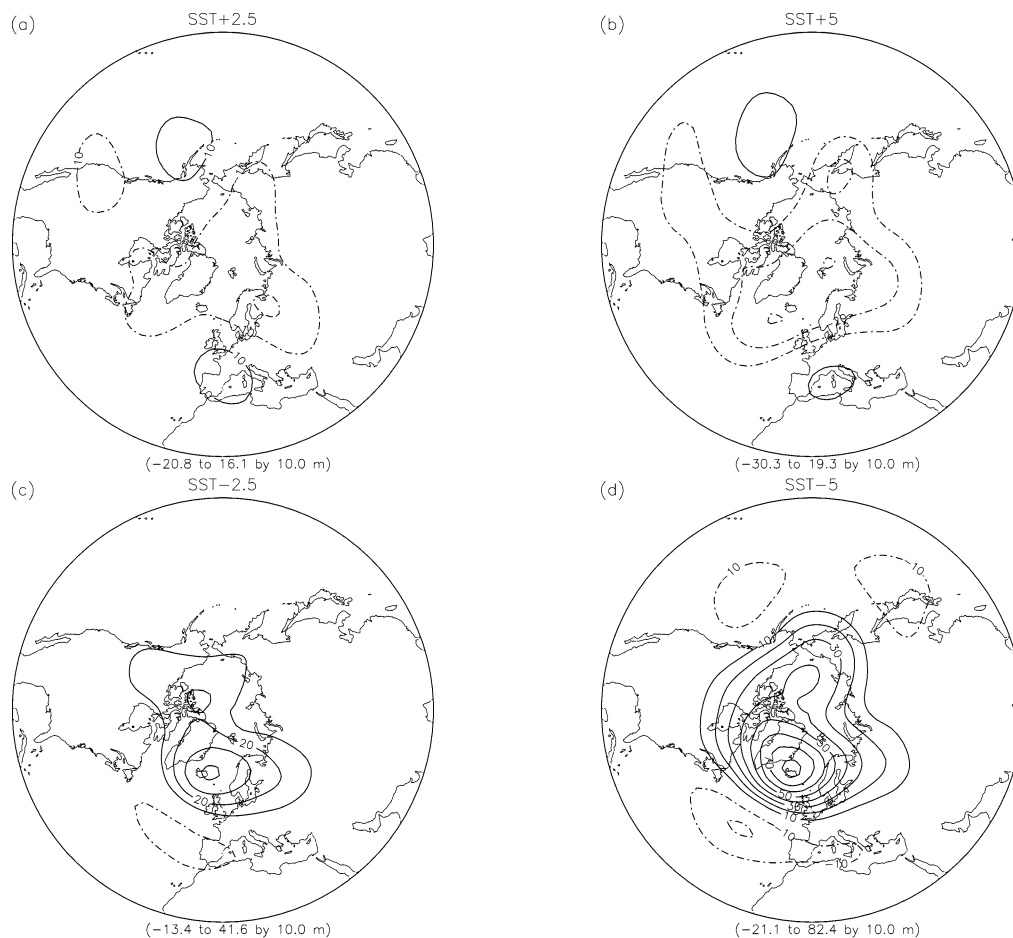 (a)
SST+2.5
(b)
SST+5
10
(−20.8 to 16.1 by 10.0 m)
(−30.3 to 19.3 by 10.0 m)
(c)
SST−2.5
(d)
SST−5
10
10
20
20
10
(−13.4 to 41.6 by 10.0 m)
(−21.1 to 82.4 by 10.0 m)